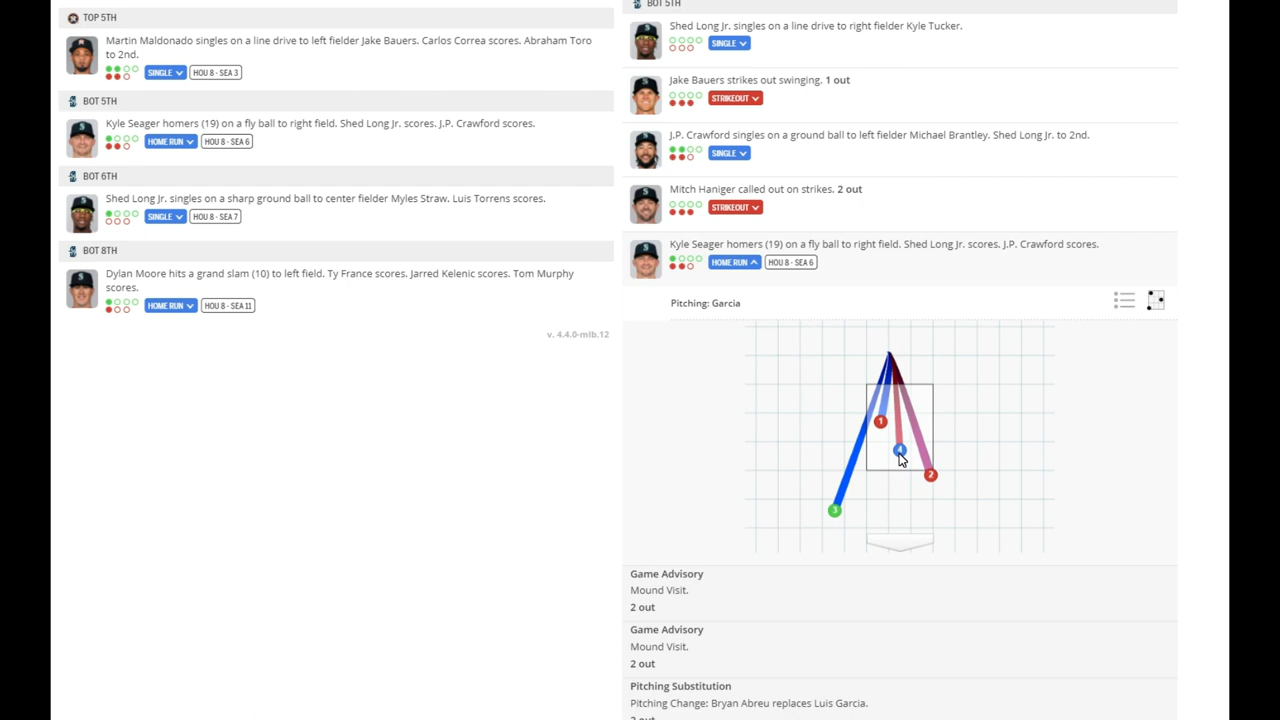 TOP 5TH
Martin Maldonado singles on a line drive to left fielder Jake Bauers. Carlos Correa scores. Abraham Toro
to 2nd.
SINGLE
HOU 8 - SEA 3
BOT 5TH
Kyle Seager homers (19) on a fly ball to right field. Shed Long Jr. scores. J.P. Crawford scores.
HOME RUN
HOU 8 - SEA 6
BOT 6TH
Shed Long Jr. singles on a sharp ground ball to center fielder Myles Straw. Luis Torrens scores.
SINGLE
HOU 8 - SEA 7
BOT 8TH
Dylan Moore hits a grand slam (10) to left field. Ty France scores. Jarred Kelenic scores. Tom Murphy
scores.
HOME RUN
HOU 8 - SEA 11
v. 4.4.0-mlb.12
BOT 5TH
Shed Long Jr. singles on a line drive to right fielder Kyle Tucker.
SINGLE
Jake Bauers strikes out swinging. 1 out
STRIKEOUT
J.P. Crawford singles on a ground ball to left fielder Michael Brantley. Shed Long Jr. to 2nd.
SINGLE
Mitch Haniger called out on strikes. 2 out
STRIKEOUT
Kyle Seager homers (19) on a fly ball to right field. Shed Long Jr. scores. J.P. Crawford scores.
HOME RUN
HOU 8 - SEA 6
Pitching: Garcia
1
4
2
3
Game Advisory
Mound Visit.
2 out
Game Advisory
Mound Visit.
2 out
Pitching Substitution
Pitching Change: Bryan Abreu replaces Luis Garcia.
2 out